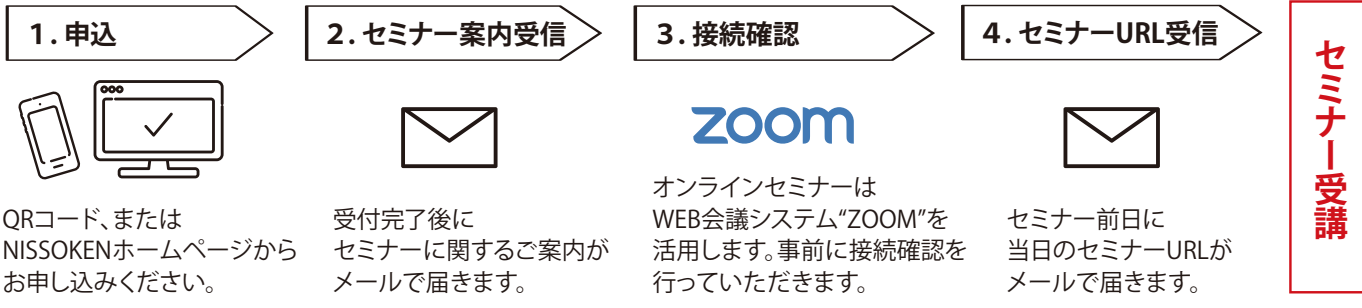 1.申込
QRコード、または
NISSOKENホームページから
お申し込みください。
2.セミナー案内受信
受付完了後に
セミナーに関するご案内が
メールで届きます。
3.接続確認
zoom
オンラインセミナーは
WEB会議システム“ZOOM”を
活用します。事前に接続確認を
行っていただきます。
4.セミナーURL受信
セミナー前日に
当日のセミナーURLが
メールで届きます。
セミナー受講